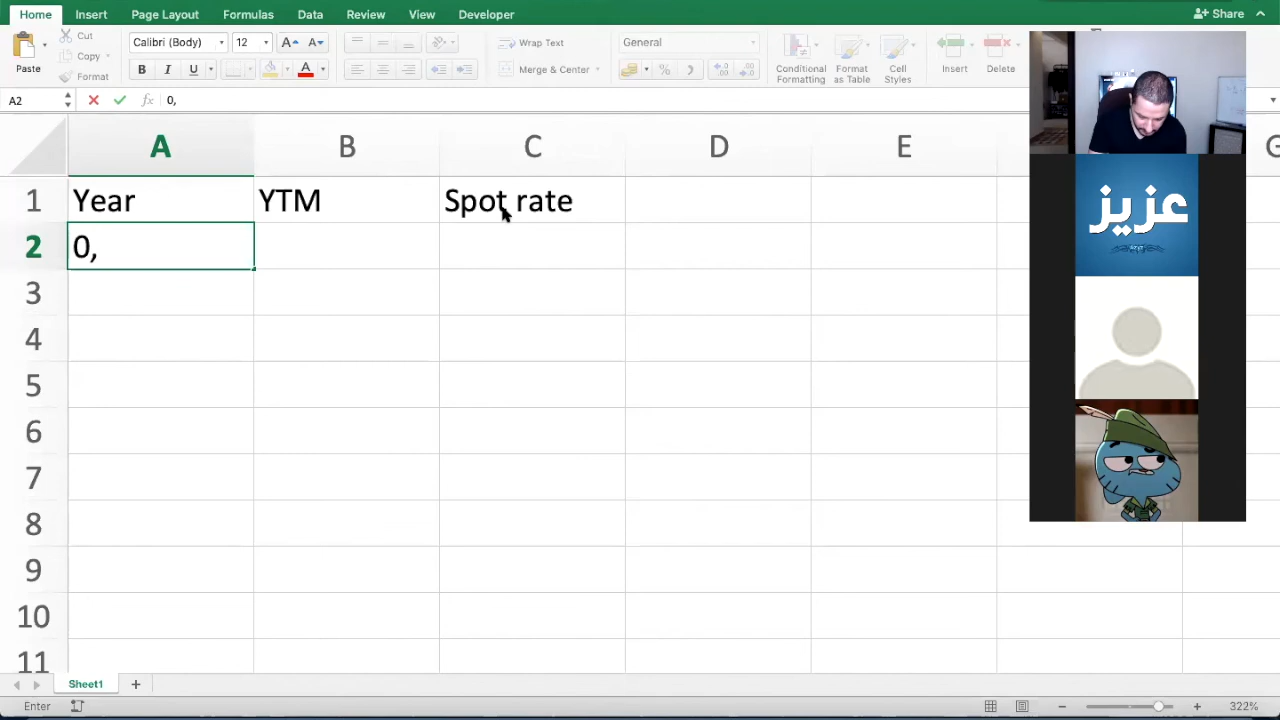 Home Insert Page Layout Formulas Data Review View Developer Share
Paste Cut Calibri (Body) 12 A A Wrap Text General Conditional Formatting Format as Table Cell Styles Insert Delete
Copy
Format B I U A Merge & Center % )
A2 fx 0,
A B C D E G
1 Year YTM Spot rate
2 0,
3
4
5
6
7
8
9
10
11
عزيز
Sheet1 +
Enter 322%